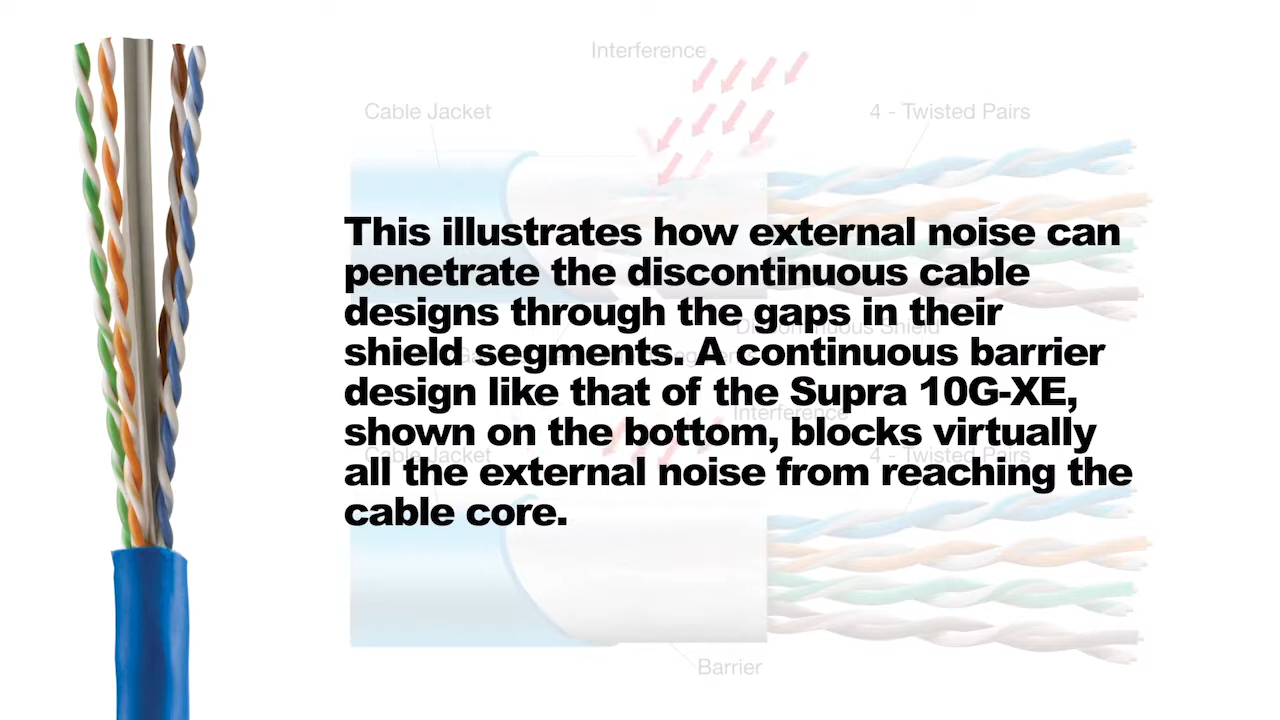 Interference
Cable Jacket
4 - Twisted Pairs
This illustrates how external noise can
penetrate the discontinuous cable
designs through the gaps in their
shield segments. A continuous barrier
design like that of the Supra 10G-XE,
shown on the bottom, blocks virtually
all the external noise from reaching the
cable core.
Discontinuous Shield
Interference
Cable Jacket
4 - Twisted Pairs
Barrier